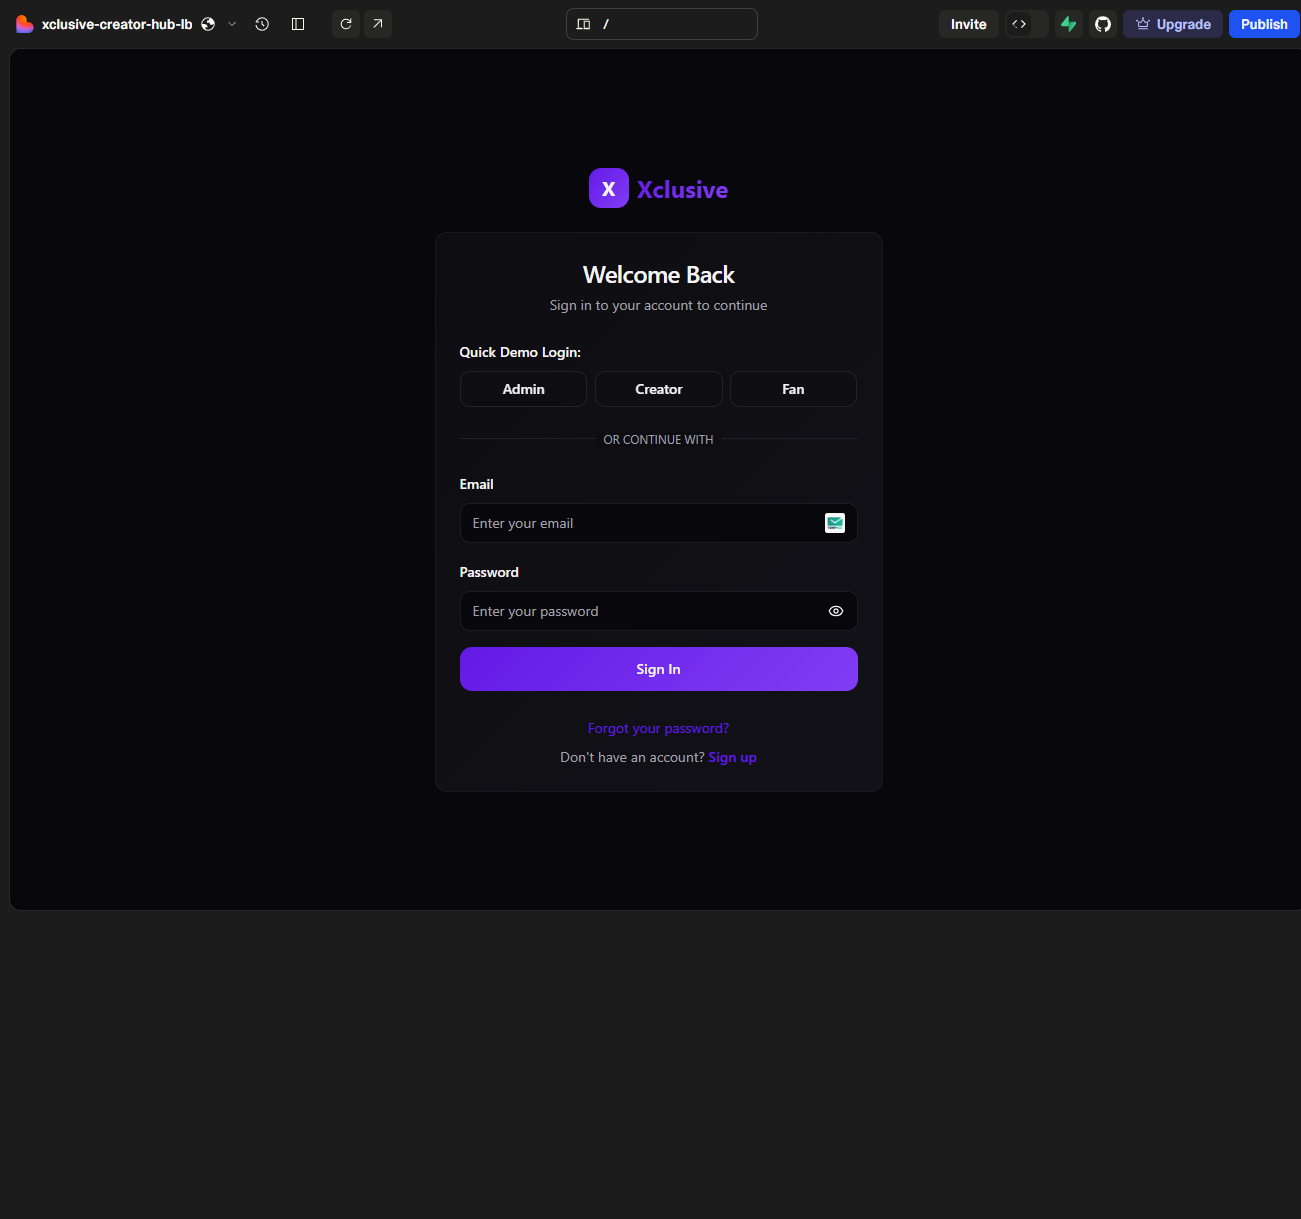 xclusive-creator-hub-lb
/
Invite
Upgrade
Publish
X Xclusive
Welcome Back
Sign in to your account to continue
Quick Demo Login:
Admin
Creator
Fan
OR CONTINUE WITH
Email
Enter your email
Password
Enter your password
Sign In
Forgot your password?
Don't have an account? Sign up